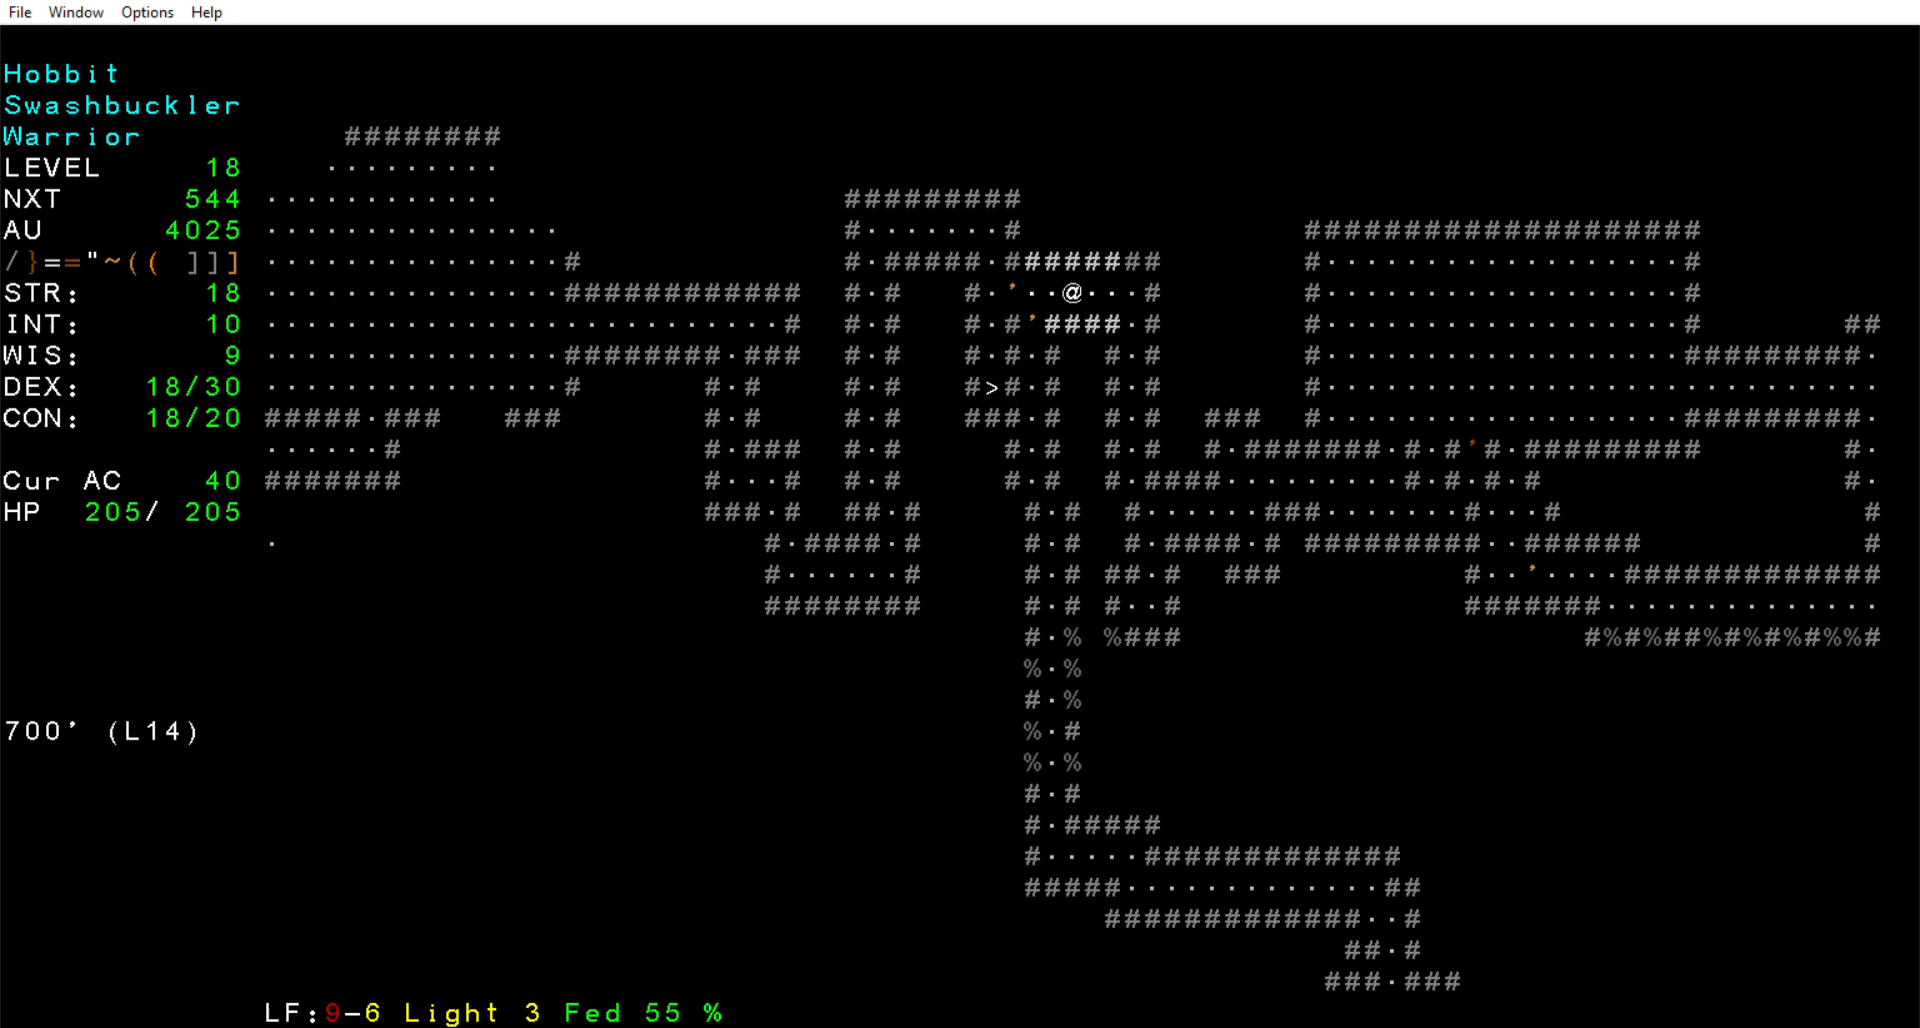 File Window Options Help
Hobbit
Swashbuckler
Warrior
LEVEL 18
NXT 544
AU 4025
/}=="~(( ]]]
STR: 18
INT: 10
WIS: 9
DEX: 18/30
CON: 18/20
Cur AC 40
HP 205/ 205
700' (L14)
LF:9-6 Light 3 Fed 55 %